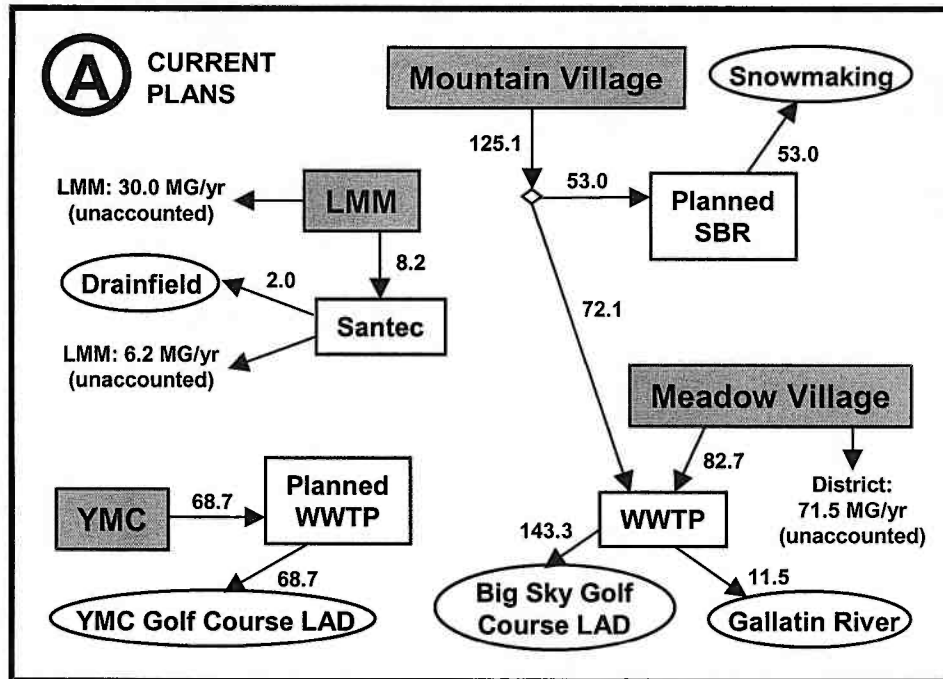 A
CURRENT
PLANS
Mountain Village
Snowmaking
125.1
53.0
53.0
Planned
SBR
LMM: 30.0 MG/yr
(unaccounted)
LMM
8.2
Drainfield
2.0
Santec
LMM: 6.2 MG/yr
(unaccounted)
72.1
Meadow Village
82.7
District:
71.5 MG/yr
(unaccounted)
YMC
68.7
Planned
WWTP
68.7
YMC Golf Course LAD
WWTP
143.3
11.5
Big Sky Golf
Course LAD
Gallatin River